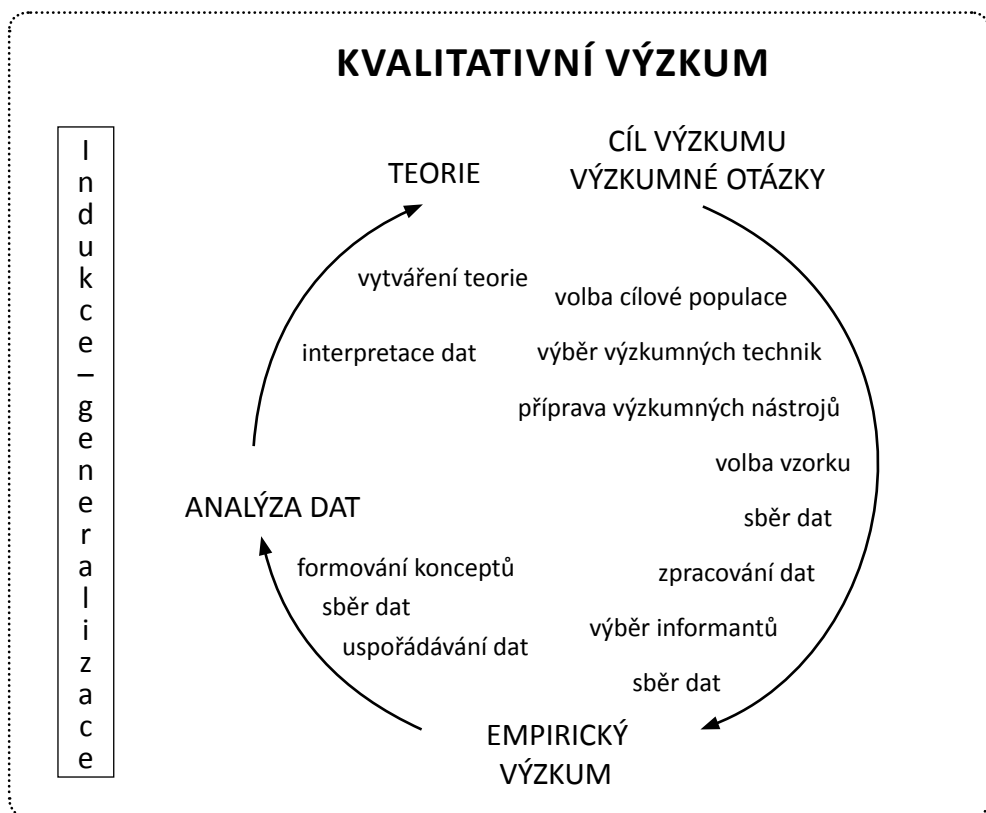 KVALITATIVNÍ VÝZKUM
Indukce – generalizace
CÍL VÝZKUMU
VÝZKUMNÉ OTÁZKY
TEORIE
vytváření teorie
interpretace dat
volba cílové populace
výběr výzkumných technik
příprava výzkumných nástrojů
volba vzorku
sběr dat
zpracování dat
výběr informantů
sběr dat
EMPIRICKÝ
VÝZKUM
ANALÝZA DAT
formování konceptů
sběr dat
uspořádávání dat